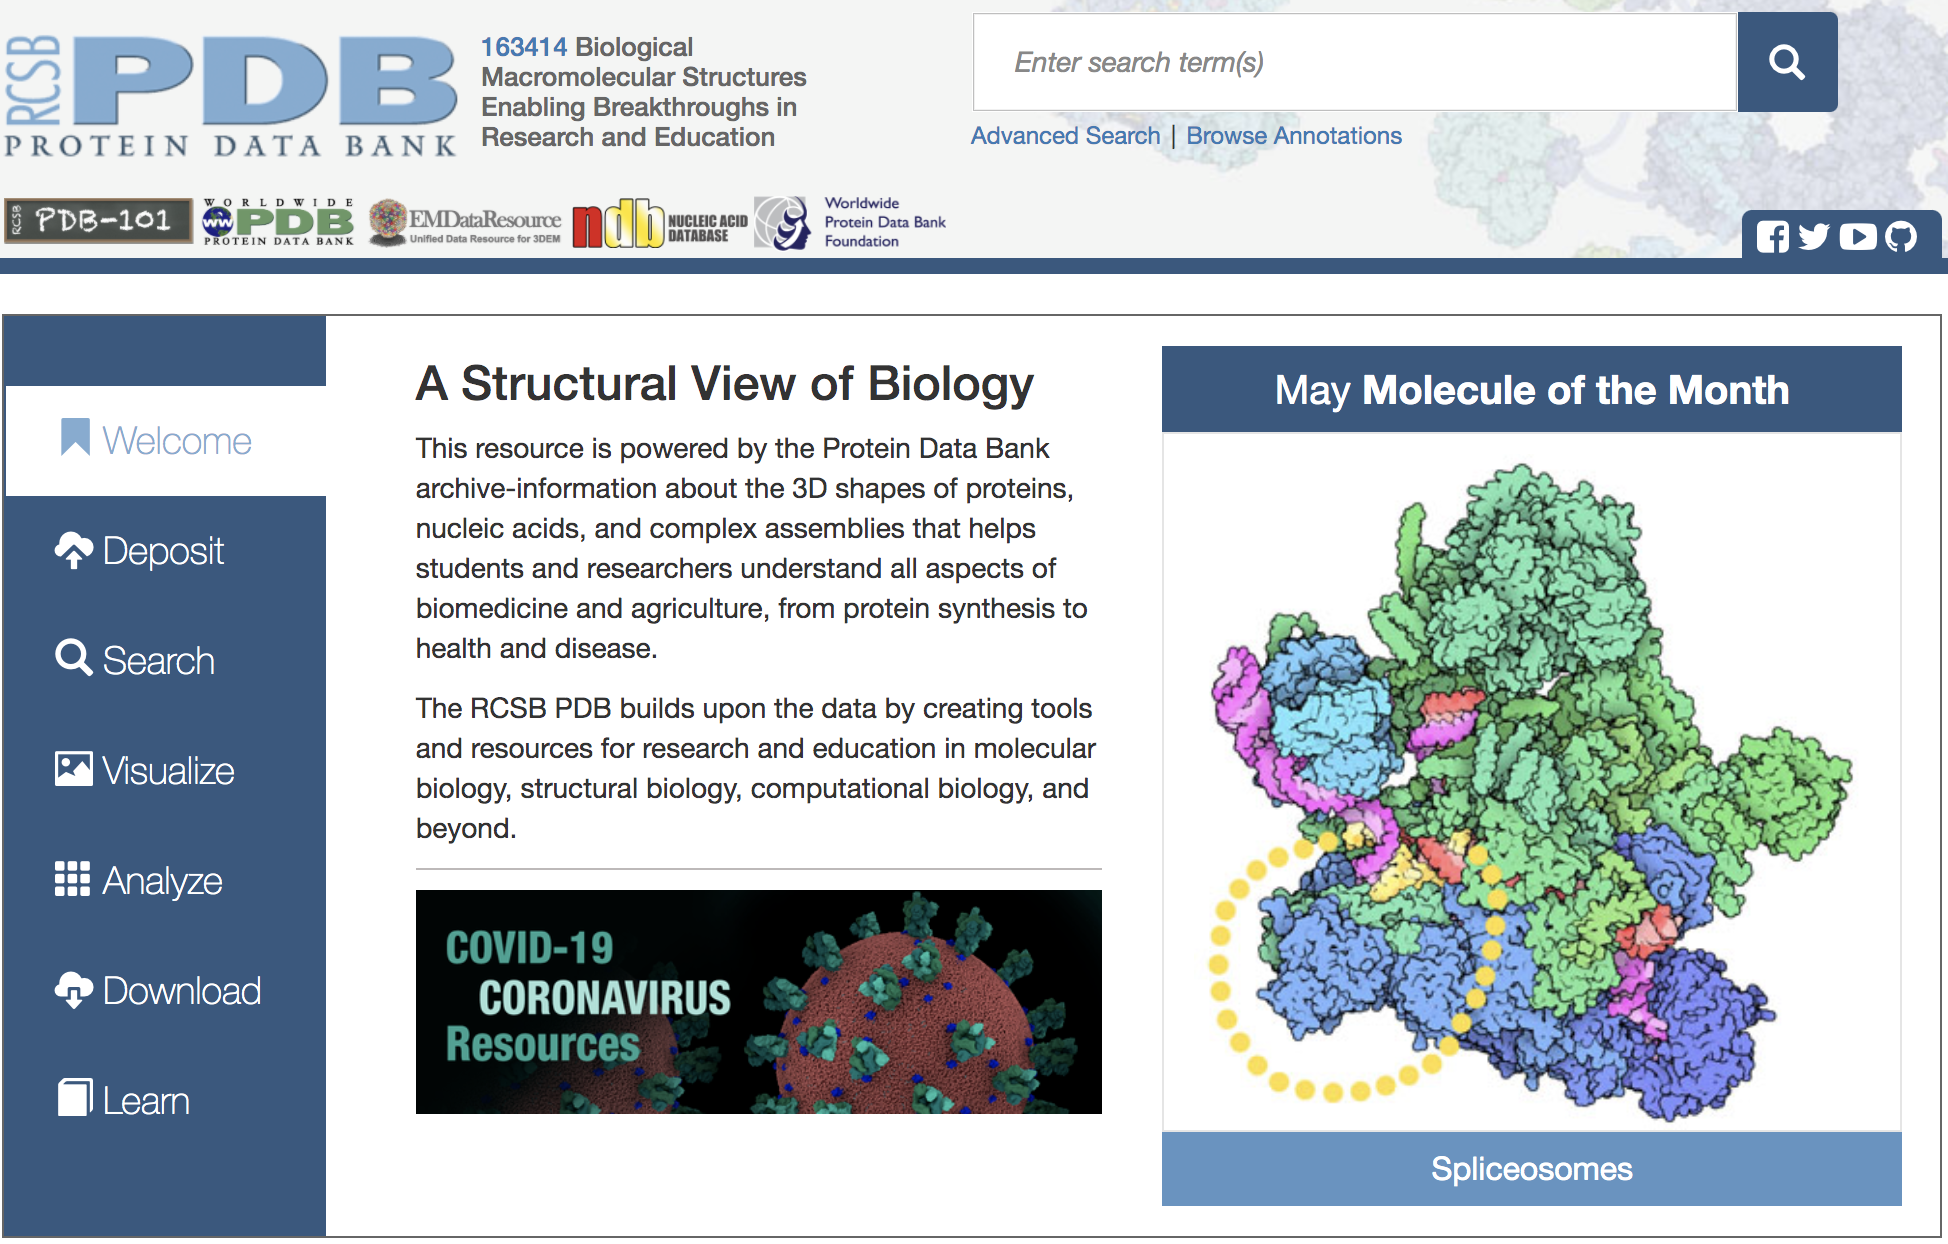 RCSB
PDB
PROTEIN DATA BANK
163414 Biological
Macromolecular Structures
Enabling Breakthroughs in
Research and Education
Enter search term(s)
Advanced Search | Browse Annotations
RCSB PDB-101
WORLDWIDE
PDB
PROTEIN DATA BANK
EMDataResource
Unified Data Resource for 3DEM
ndb NUCLEIC ACID
DATABASE
Worldwide
Protein Data Bank
Foundation
Welcome
Deposit
Search
Visualize
Analyze
Download
Learn
A Structural View of Biology
This resource is powered by the Protein Data Bank
archive-information about the 3D shapes of proteins,
nucleic acids, and complex assemblies that helps
students and researchers understand all aspects of
biomedicine and agriculture, from protein synthesis to
health and disease.
The RCSB PDB builds upon the data by creating tools
and resources for research and education in molecular
biology, structural biology, computational biology, and
beyond.
COVID-19
CORONAVIRUS
Resources
May Molecule of the Month
Spliceosomes